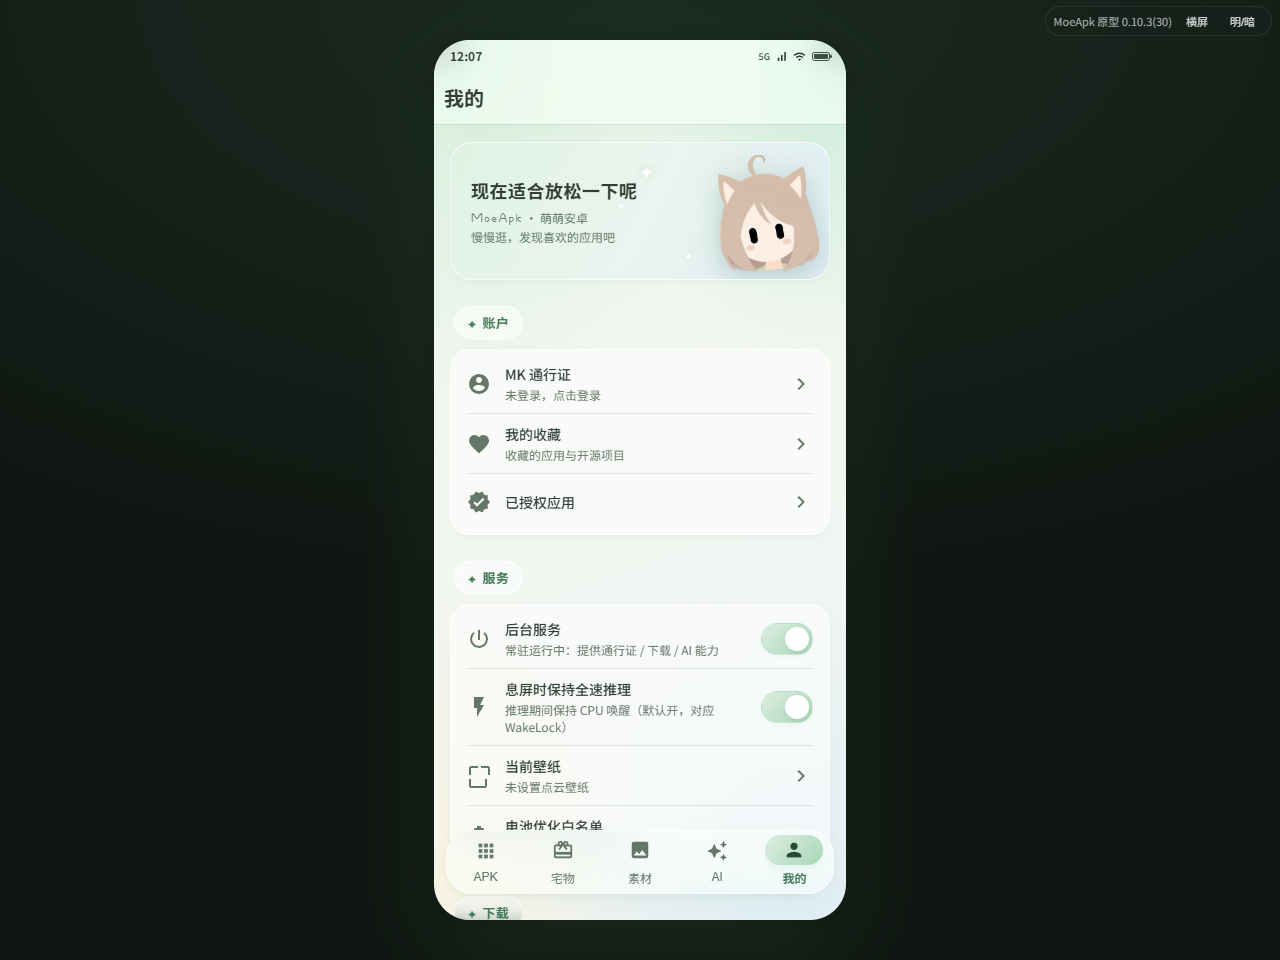 MoeApk 原型 0.10.3(30) 横屏 明/暗
12:07 5G
我的
现在适合放松一下呢
MoeApk · 萌萌安卓
慢慢逛，发现喜欢的应用吧
账户
MK 通行证
未登录，点击登录
我的收藏
收藏的应用与开源项目
已授权应用
服务
后台服务
常驻运行中：提供通行证 / 下载 / AI 能力
息屏时保持全速推理
推理期间保持 CPU 唤醒（默认开，对应
WakeLock）
当前壁纸
未设置点云壁纸
电池优化白名单
APK 宅物 素材 AI 我的
下载